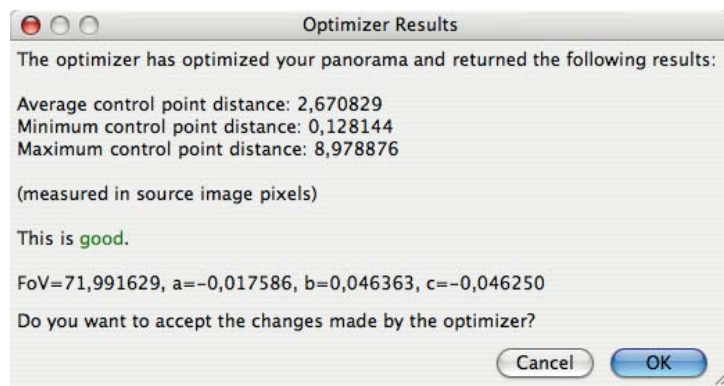 Optimizer Results
The optimizer has optimized your panorama and returned the following results:
Average control point distance: 2,670829
Minimum control point distance: 0,128144
Maximum control point distance: 8,978876
(measured in source image pixels)
This is good.
FoV=71,991629, a=−0,017586, b=0,046363, c=−0,046250
Do you want to accept the changes made by the optimizer?
Cancel OK